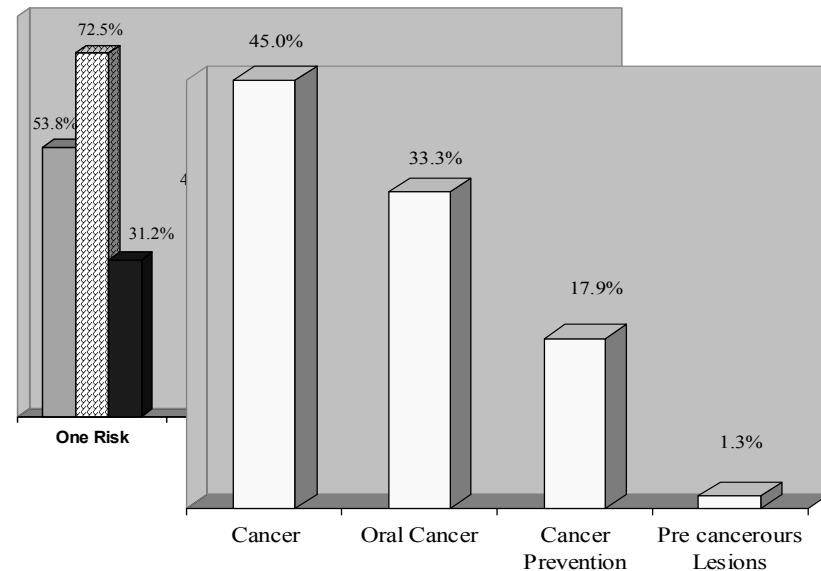 72.5%
53.8%
31.2%
4
One Risk
45.0%
33.3%
17.9%
1.3%
Cancer
Oral Cancer
Cancer
Prevention
Pre cancerours
Lesions